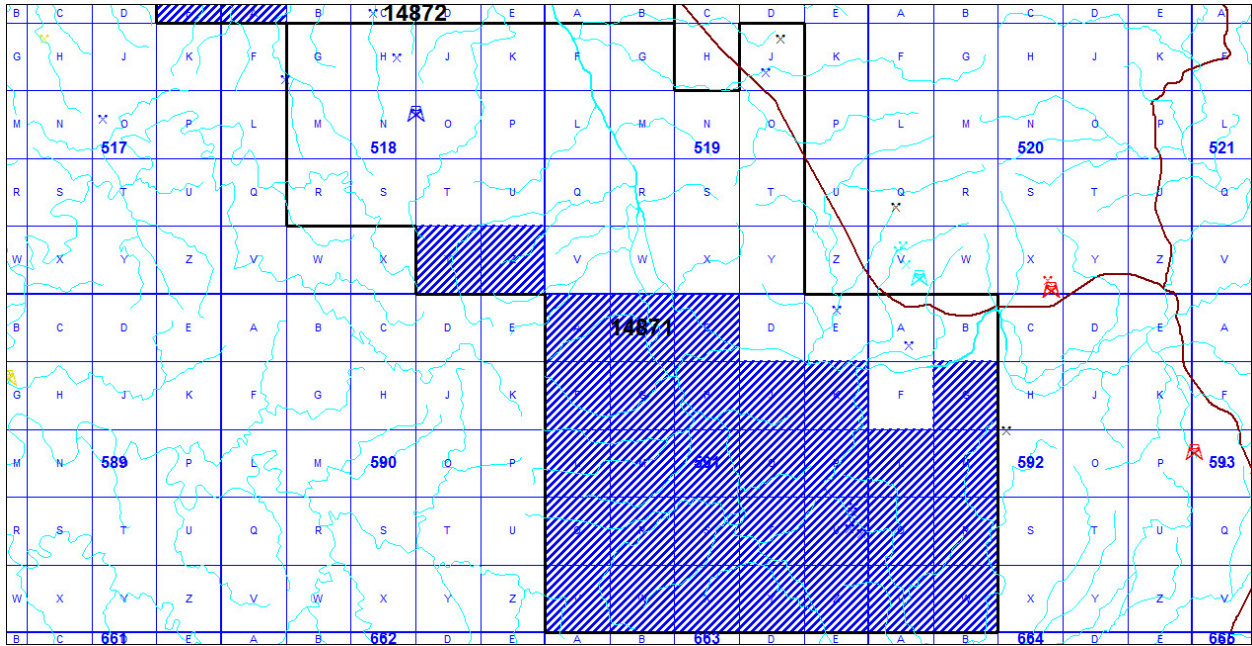 B C D B C 14872 E A B C D E A B C D E A
G H J K F G H J K F G H J K F G H J K F
M N O P L M N O P L M N O P L M N O P L
517 518 519 520 521
R S T U Q R S T U Q R S T U Q R S T U Q
W X Y Z V W X V W X Y Z V W X Y Z V
B C D E A B C D E 14871 D E A B C D E A
G H J K F G H J K F G H J K F
M N 589 P L M 590 O P 591 592 O P 593
R S T U Q R S T U S T U Q
W X Y Z V W X Y Z X Y Z V
B C 661 E A B 662 D E A B 663 D E A B 664 D E 665